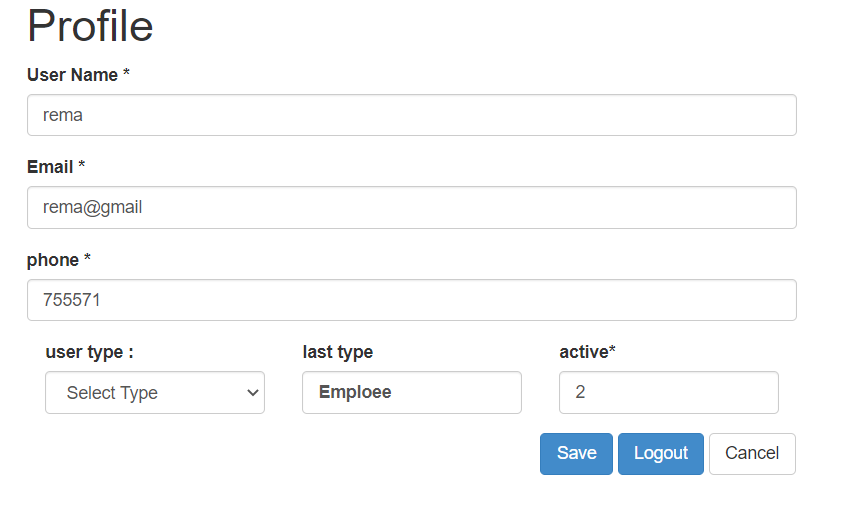 Profile
User Name *
rema
Email *
rema@gmail
phone *
755571
user type : last type active*
Select Type Emploee 2
Save Logout Cancel